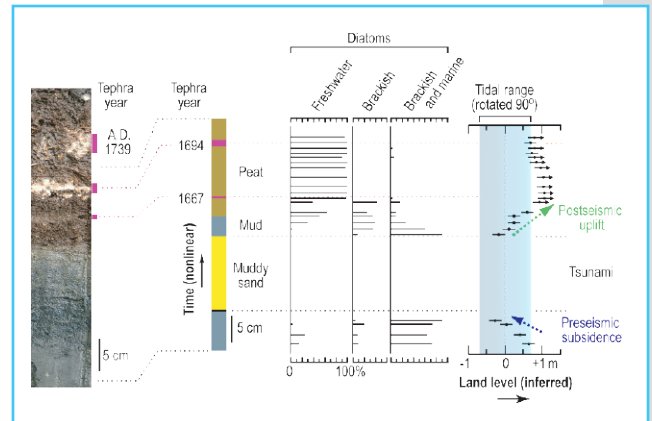 Diatoms
Freshwater
Brackish
Brackish
and marine
Tephra
year
Tephra
year
Tidal range
(rotated 90º)
A.D.
1739
1694
1667
Peat
Mud
Muddy
sand
Time (nonlinear)
Postseismic
uplift
Tsunami
Preseismic
subsidence
5 cm
5 cm
0
100%
-1
0
+1 m
Land level (inferred)